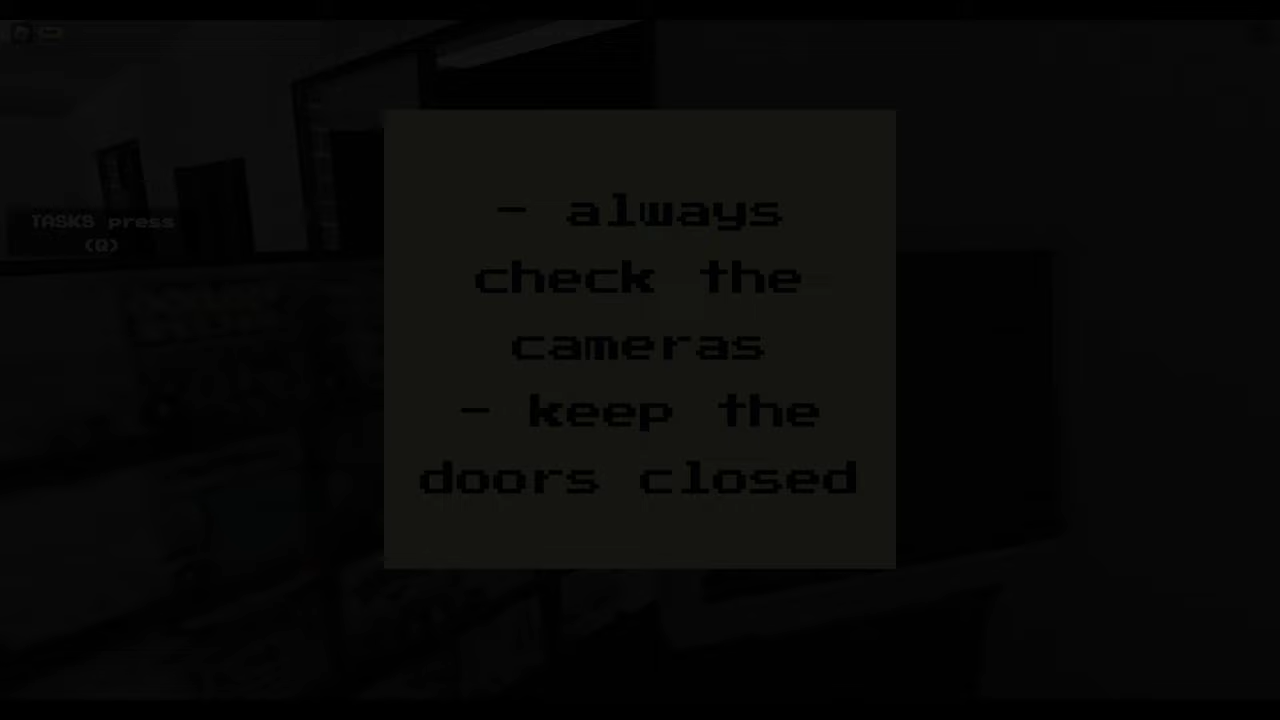 TASKS press
(Q)
- always
check the
cameras
- keep the
doors closed